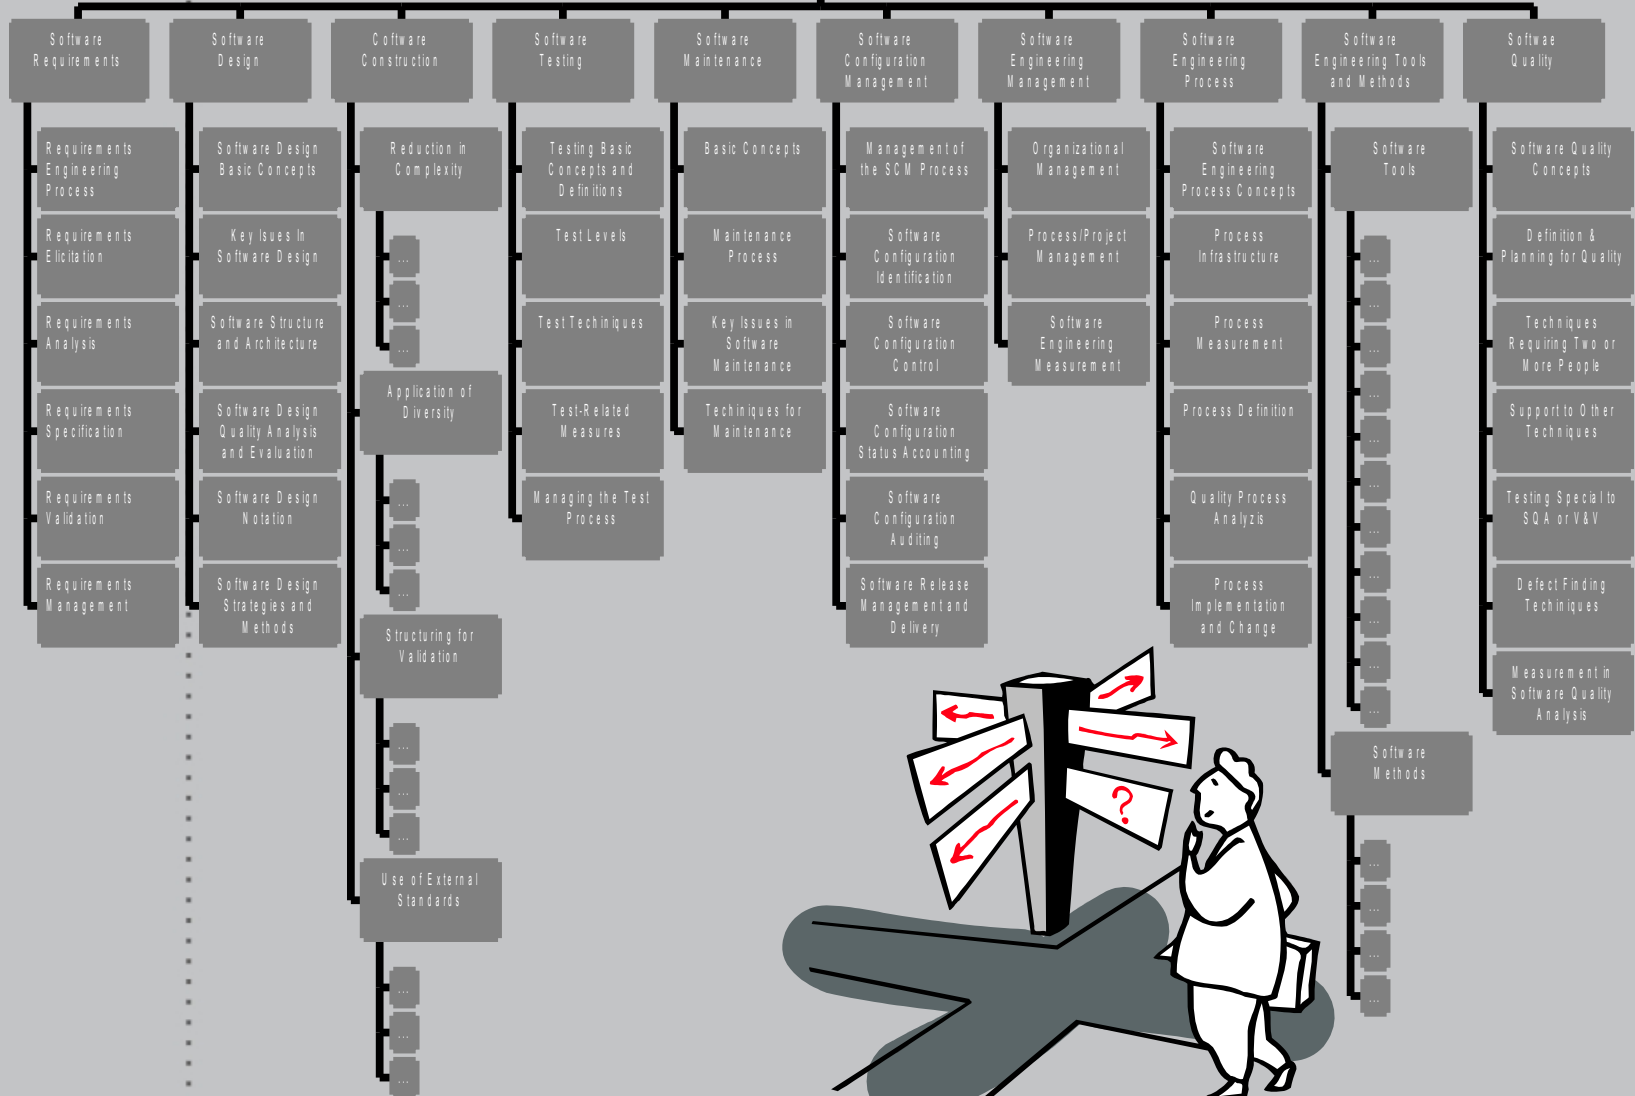 Software
Requirements
Requirements
Engineering
Process
Requirements
Elicitation
Requirements
Analysis
Requirements
Specification
Requirements
Validation
Requirements
Management
Software
Design
Software Design
Basic Concepts
Key Isues In
Software Design
Software Structure
and Architecture
Software Design
Quality Analysis
and Evaluation
Software Design
Notation
Software Design
Strategies and
Methods
Coftware
Construction
Reduction in
Complexity
...
...
...
Application of
Diversity
...
...
...
Structuring for
Validation
...
...
...
Use of External
Standards
...
...
...
Software
Testing
Testing Basic
Concepts and
Definitions
Test Levels
Test Techiniques
Test-Related
Measures
Managing the Test
Process
Software
Maintenance
Basic Concepts
Maintenance
Process
Key Issues in
Software
Maintenance
Techiniques for
Maintenance
Software
Configuration
Management
Management of
the SCM Process
Software
Configuration
Identification
Software
Configuration
Control
Software
Configuration
Status Accounting
Software
Configuration
Auditing
Software Release
Management and
Delivery
Software
Engineering
Management
Organizational
Management
Process/Project
Management
Software
Engineering
Measurement
Software
Engineering
Process
Software
Engineering
Process Concepts
Process
Infrastructure
Process
Measurement
Process Definition
Quality Process
Analyzis
Process
Implementation
and Change
Software
Engineering Tools
and Methods
Software
Tools
...
...
...
...
...
...
...
...
...
...
...
Software
Methods
...
...
...
...
Softwae
Quality
Software Quality
Concepts
Definition &
Planning for Quality
Techniques
Requiring Two or
More People
Support to Other
Techniques
Testing Special to
SQA or V&V
Defect Finding
Techiniques
Measurement in
Software Quality
Analysis
?